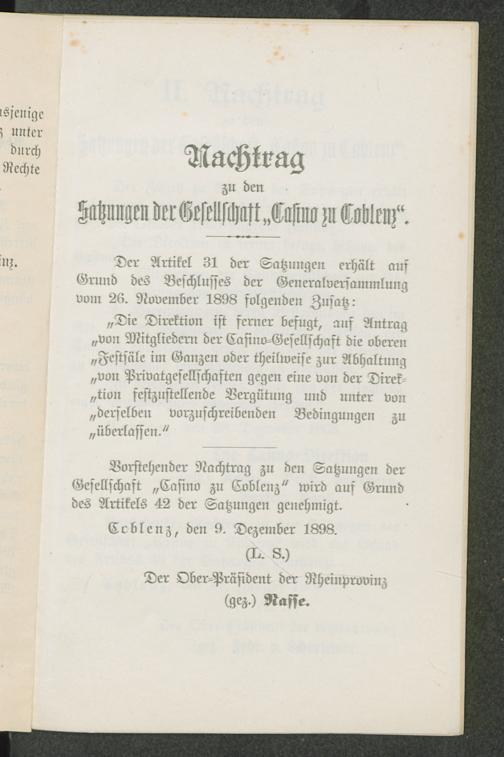 asjenige
z unter
durch
Rechte
inz.
Nachtrag
zu den
Satzungen der Gesellschaft „Casino zu Coblenz“.
Der Artikel 31 der Satzungen erhält auf
Grund des Beschlusses der Generalversammlung
vom 26. November 1898 folgenden Zusatz:
„Die Direktion ist ferner befugt, auf Antrag
„von Mitgliedern der Casino-Gesellschaft die oberen
„Festsäle im Ganzen oder theilweise zur Abhaltung
„von Privatgesellschaften gegen eine von der Direk-
„tion festzustellende Vergütung und unter von
„derselben vorzuschreibenden Bedingungen zu
„überlassen.“
Vorstehender Nachtrag zu den Satzungen der
Gesellschaft „Casino zu Coblenz“ wird auf Grund
des Artikels 42 der Satzungen genehmigt.
Coblenz, den 9. Dezember 1898.
(L. S.)
Der Ober-Präsident der Rheinprovinz
(gez.) Nasse.